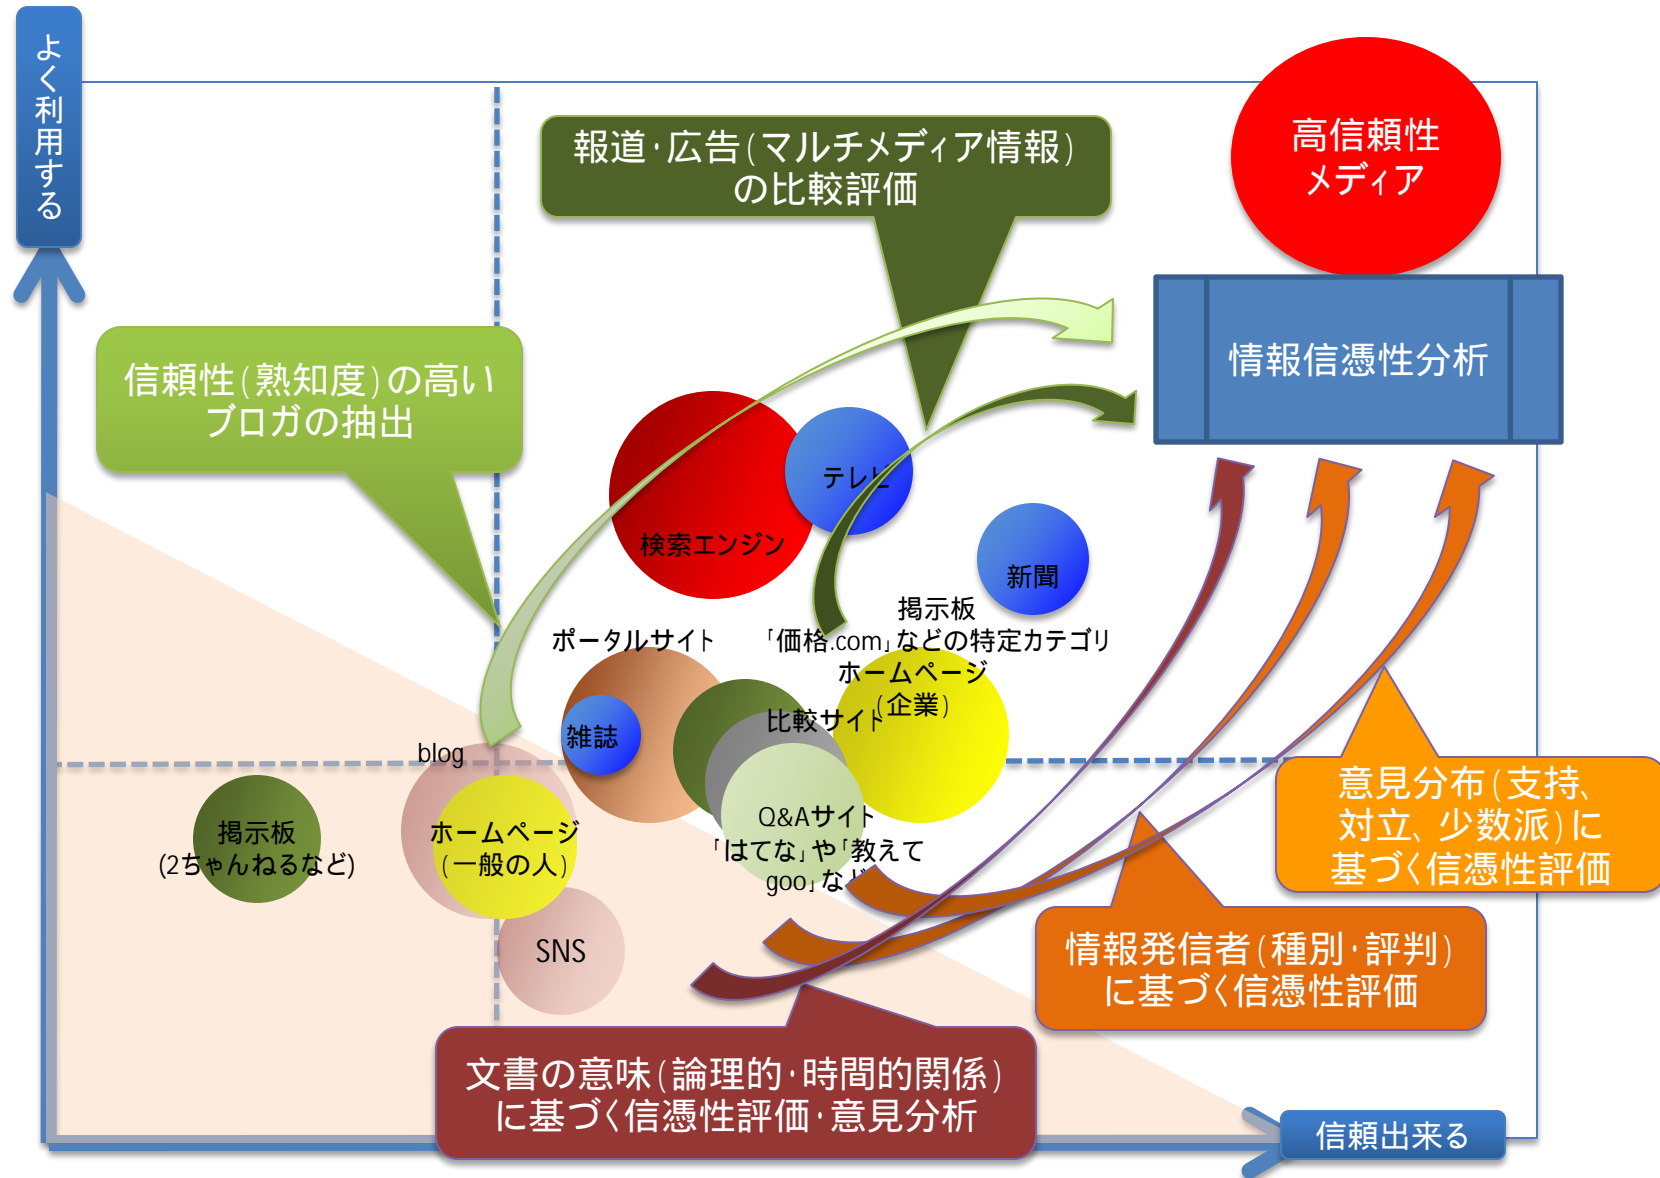 よく利用する
報道・広告(マルチメディア情報)
の比較評価
高信頼性
メディア
情報信憑性分析
信頼性(熟知度)の高い
ブロガの抽出
テレビ
検索エンジン
新聞
掲示板
「価格.com」などの特定カテゴリ
ポータルサイト
ホームページ
(企業)
比較サイト
雑誌
blog
掲示板
(2ちゃんねるなど)
ホームページ
(一般の人)
Q&Aサイト
「はてな」や「教えて
goo」など
SNS
意見分布(支持、
対立、少数派)に
基づく信憑性評価
情報発信者(種別・評判)
に基づく信憑性評価
文書の意味(論理的・時間的関係)
に基づく信憑性評価・意見分析
信頼出来る